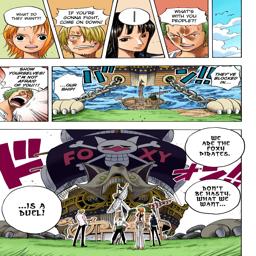 WHAT'S
WITH YOU
PEOPLE?!
IF YOU'RE
GONNA FIGHT,
COME ON DOWN!
WHAT DO
THEY WANT?!
THEY'VE
BLOCKED
IN...
...OUR
SHIP!
SHOW
YOURSELVES!
I'M NOT
AFRAID OF
YOU!!
WE
ARE THE
FOXY
PIRATES.
DON'T
BE HASTY.
WHAT WE
WANT...
FOXY
...IS A
DUEL!